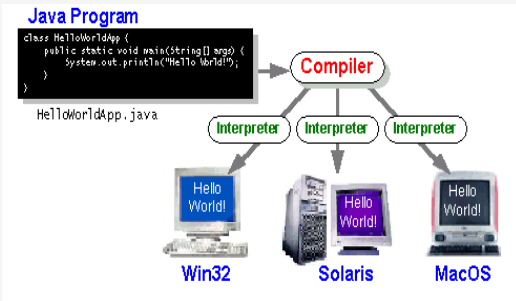 Java Program
class HelloWorldApp {
public static void main(String[] args) {
System.out.println("Hello World!");
}
}
HelloWorldApp.java
Compiler
Interpreter
Interpreter
Interpreter
Hello
World!
Hello
World!
Hello
World!
Win32
Solaris
MacOS